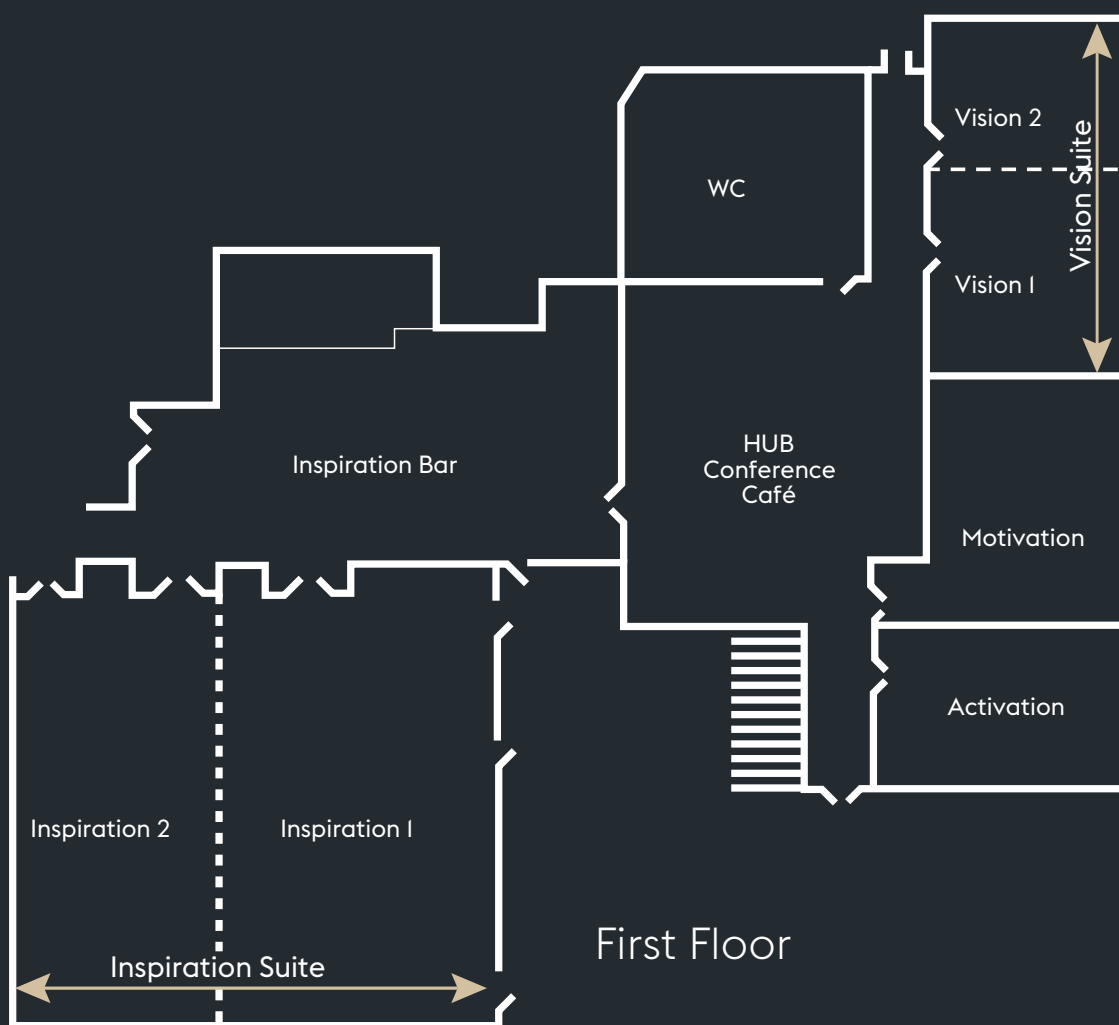 Vision 2
Vision Suite
WC
Vision 1
HUB
Conference
Café
Inspiration Bar
Motivation
Activation
Inspiration 2
Inspiration 1
First Floor
Inspiration Suite